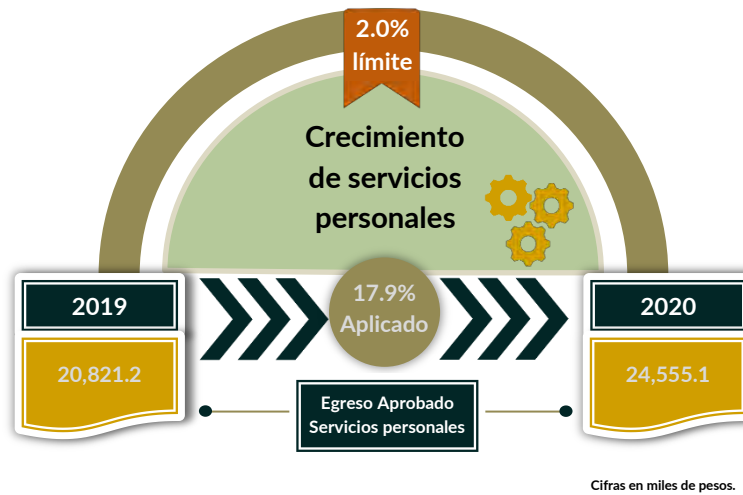 2.0%
límite
Crecimiento
de servicios
personales
17.9%
Aplicado
2019
20,821.2
2020
24,555.1
Egreso Aprobado
Servicios personales
Cifras en miles de pesos.